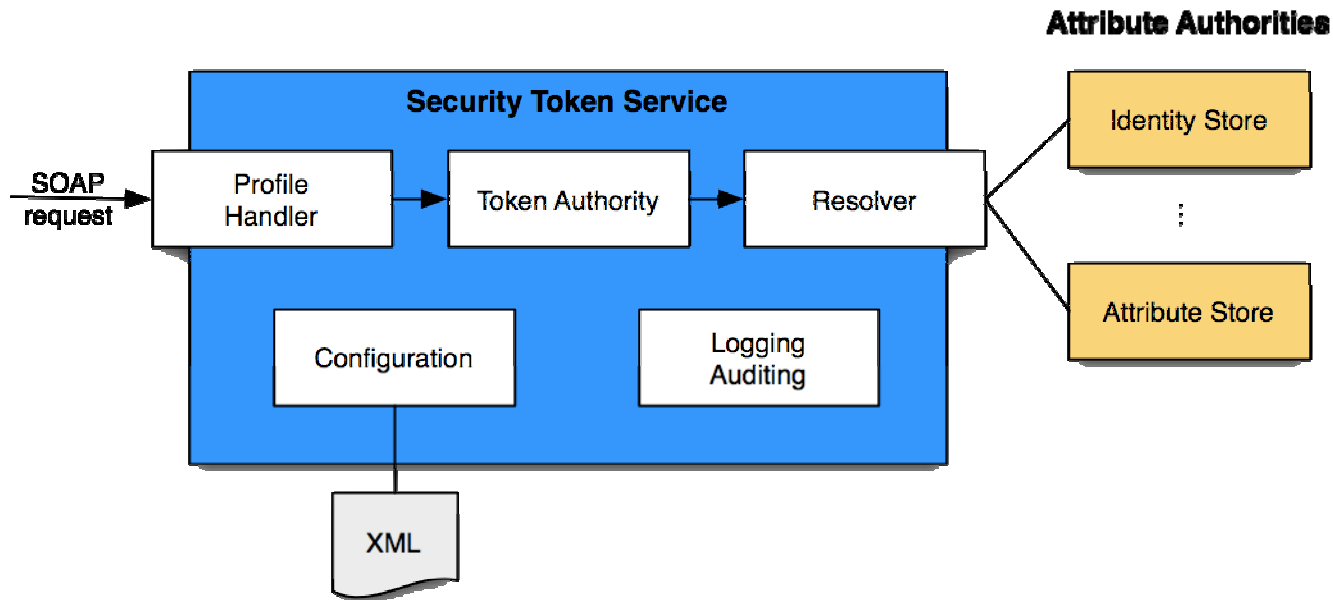 Attribute Authorities
Security Token Service
Identity Store
SOAP
request
Profile
Handler
Token Authority
Resolver
Attribute Store
Configuration
Logging
Auditing
XML